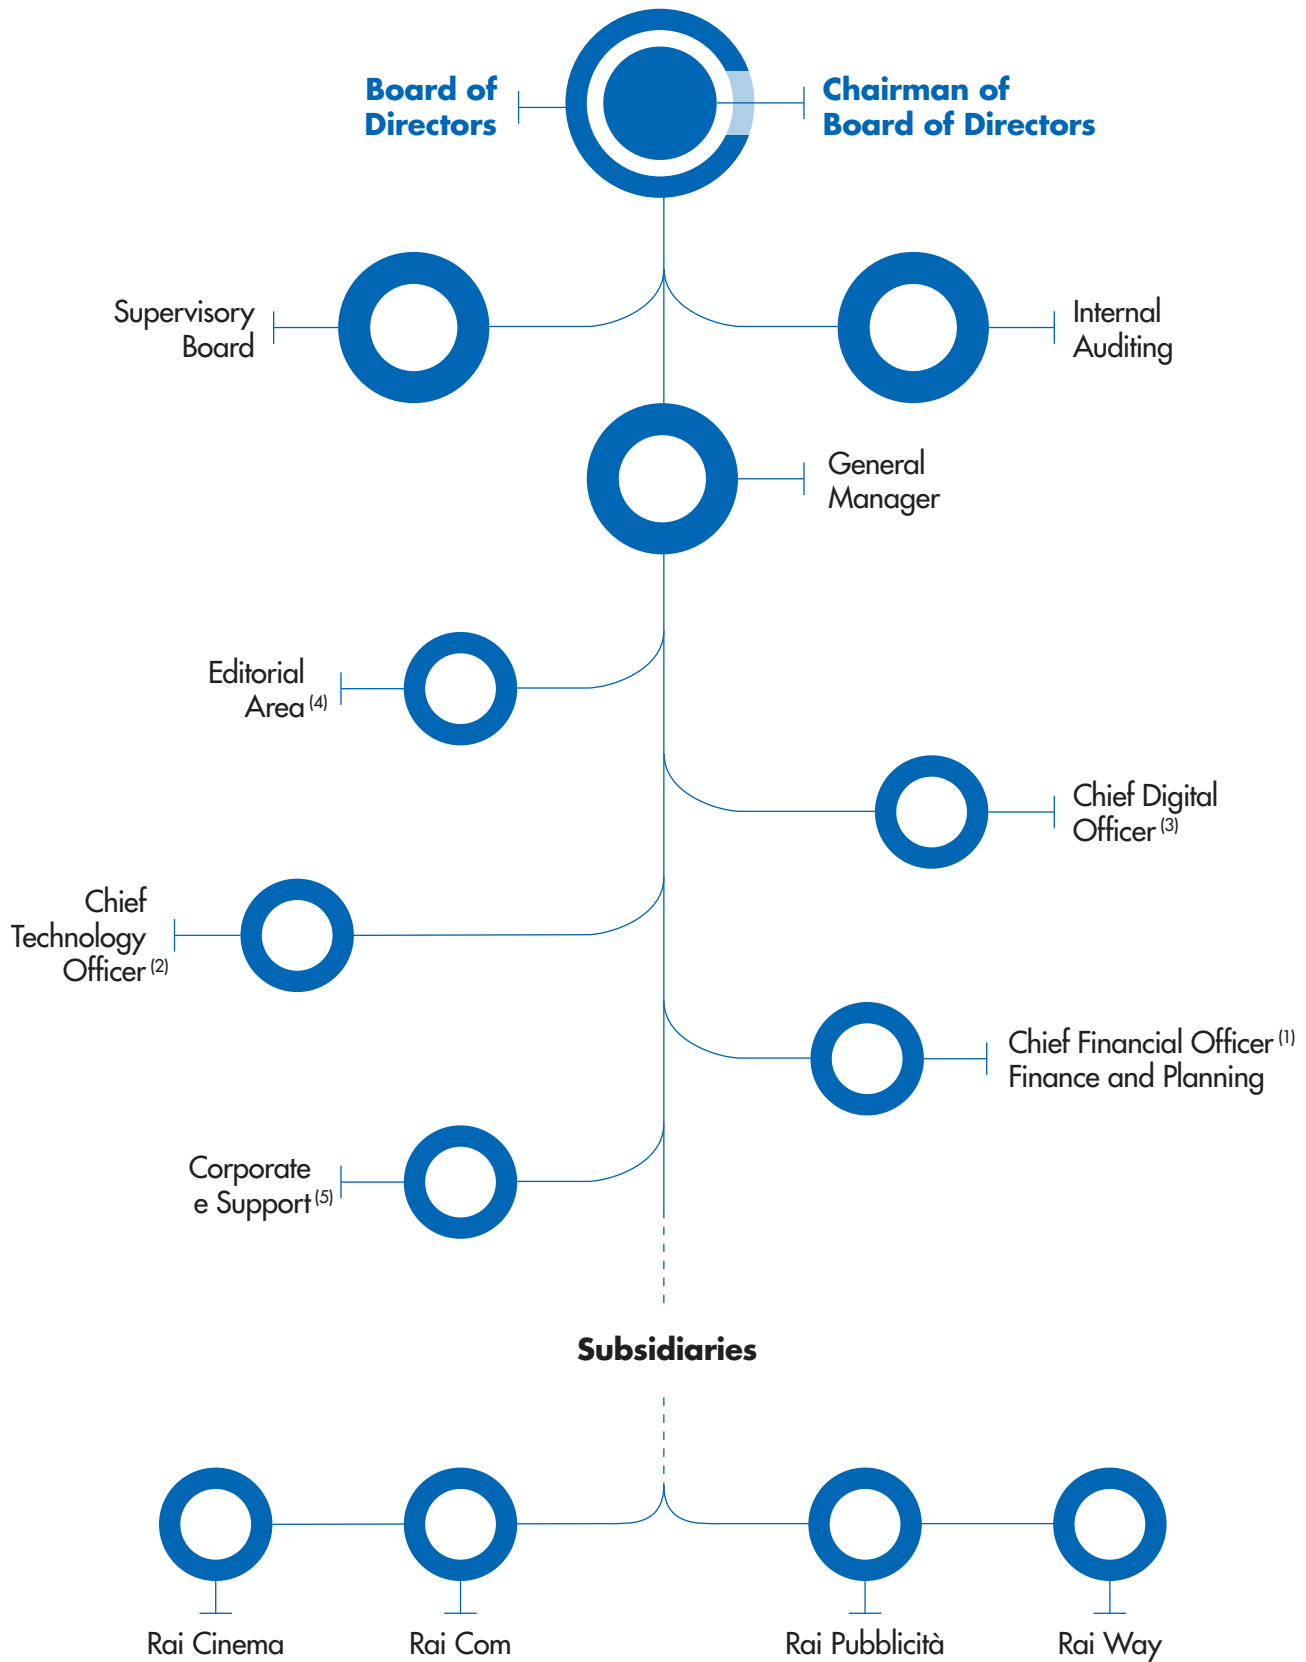 Board of
Directors
Chairman of
Board of Directors
Supervisory
Board
Internal
Auditing
General
Manager
Editorial
Area (4)
Chief Digital
Officer (3)
Chief
Technology
Officer (2)
Chief Financial Officer (1)
Finance and Planning
Corporate
e Support (5)
Subsidiaries
Rai Cinema
Rai Com
Rai Pubblicità
Rai Way